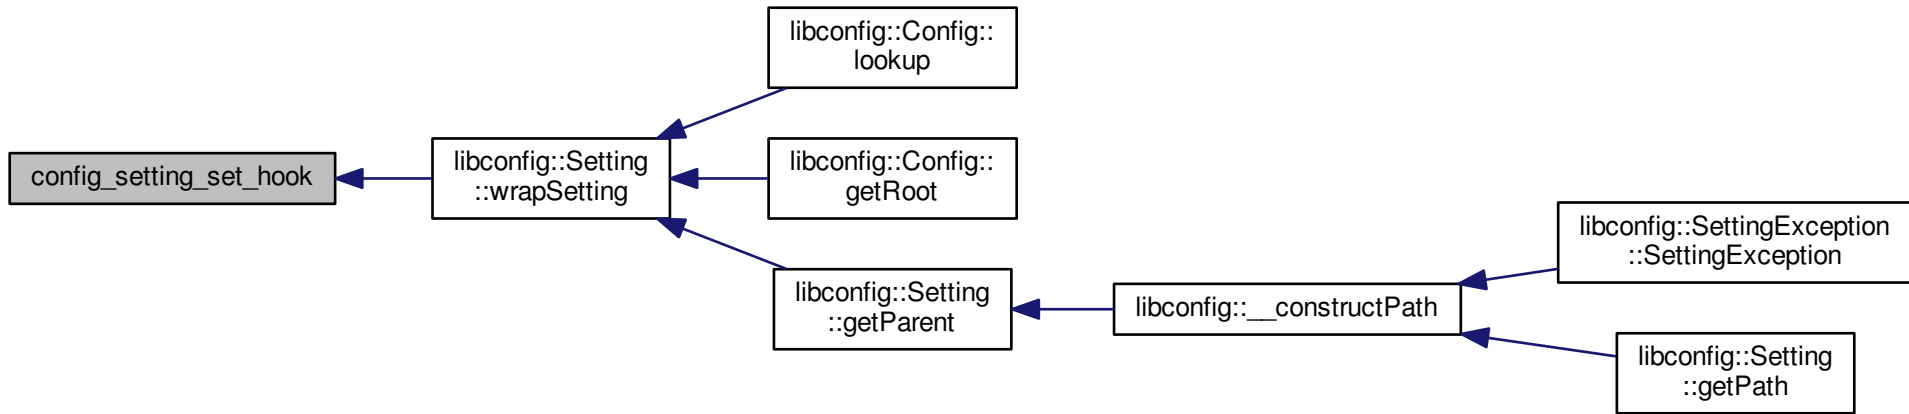 libconfig::Config::
lookup
config_setting_set_hook
libconfig::Setting
::wrapSetting
libconfig::Config::
getRoot
libconfig::Setting
::getParent
libconfig::__constructPath
libconfig::SettingException
::SettingException
libconfig::Setting
::getPath